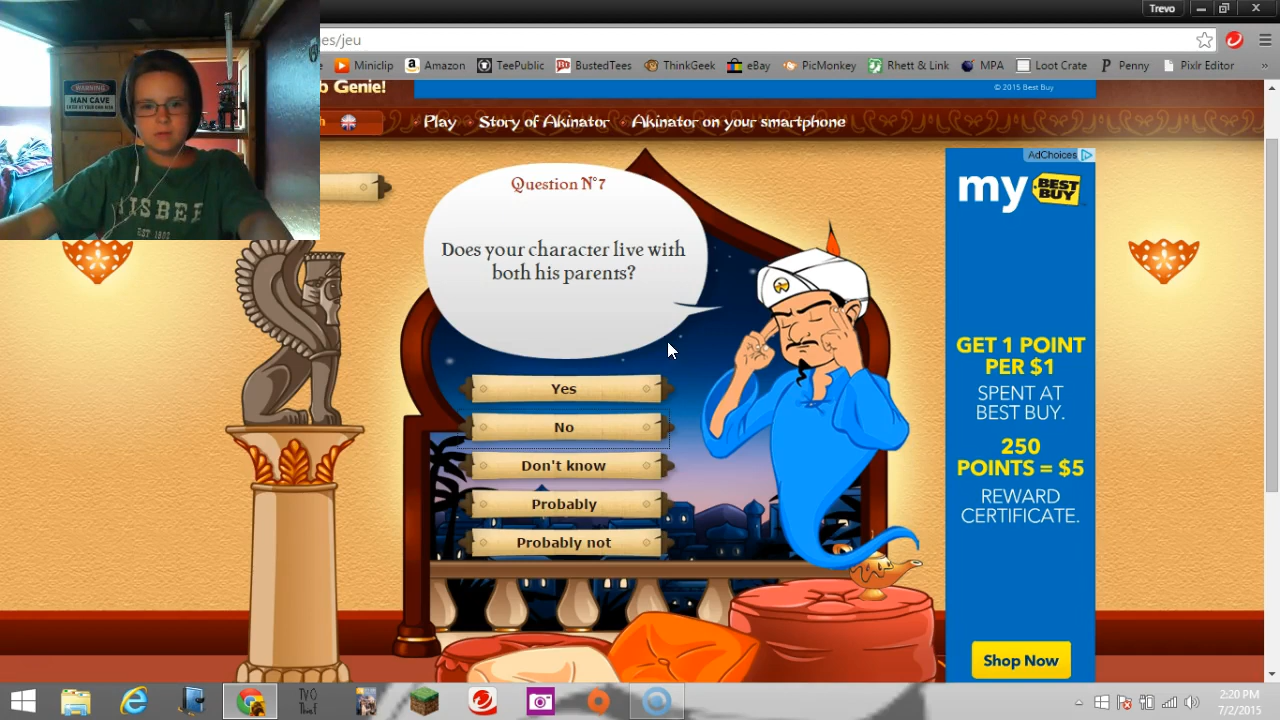 Trevo
es/jeu
Miniclip Amazon TeePublic BustedTees ThinkGeek eBay PicMonkey Rhett & Link MPA Loot Crate Penny Pixlr Editor »
WARNING
MAN CAVE
b Genie!
© 2015 Best Buy
h
Play Story of Akinator Akinator on your smartphone
AdChoices
Question N°7
Does your character live with
both his parents?
Yes
No
Don't know
Probably
Probably not
my BEST
BUY
GET 1 POINT
PER $1
SPENT AT
BEST BUY.
250
POINTS = $5
REWARD
CERTIFICATE.
Shop Now
EST 1802
2:20 PM
7/2/2015